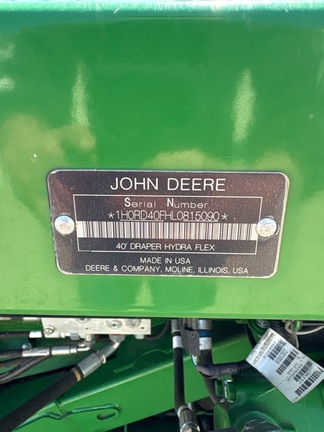 JOHN DEERE
Serial Number
*1H0RD40FHL0815090*
40' DRAPER HYDRA FLEX
MADE IN USA
DEERE & COMPANY, MOLINE, ILLINOIS, USA